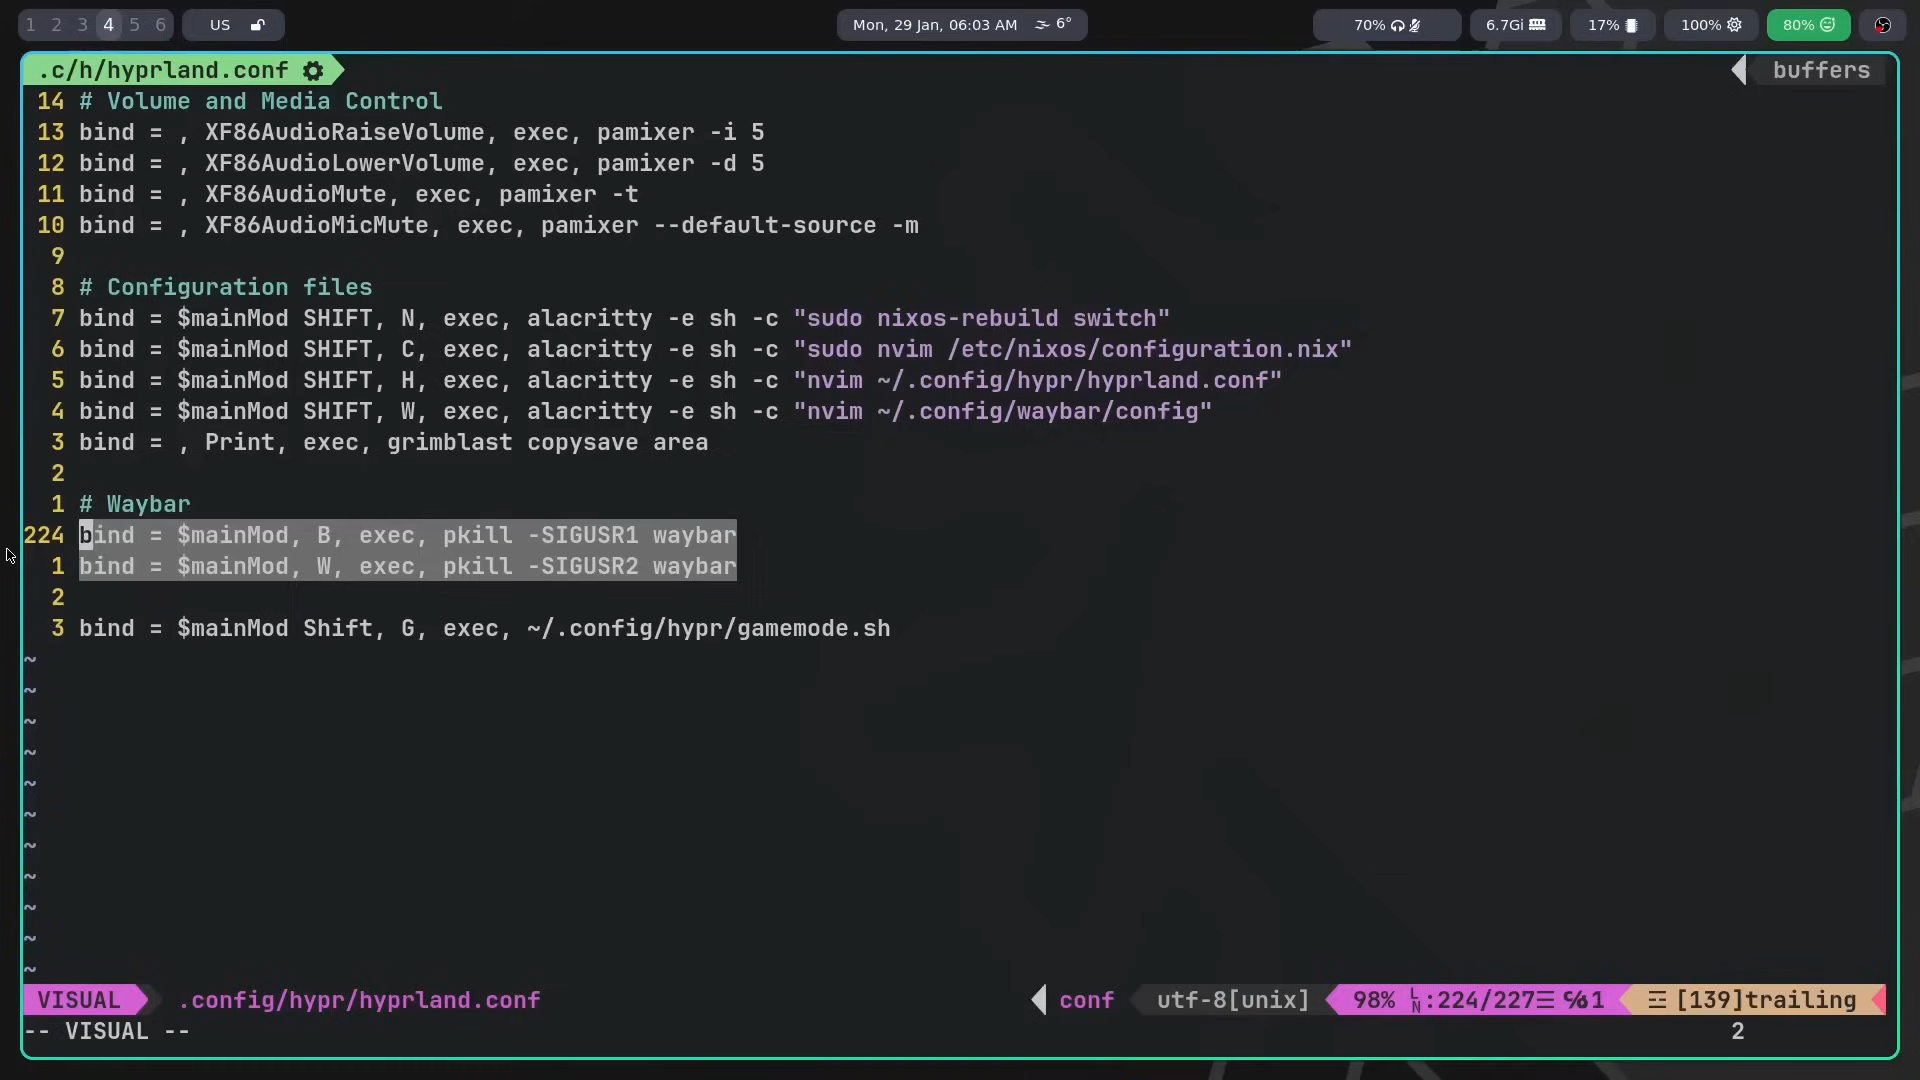 1 2 3 4 5 6 US Mon, 29 Jan, 06:03 AM 6° 70% 6.7Gi 17% 100% 80%
.c/h/hyprland.conf buffers
14 # Volume and Media Control
13 bind = , XF86AudioRaiseVolume, exec, pamixer -i 5
12 bind = , XF86AudioLowerVolume, exec, pamixer -d 5
11 bind = , XF86AudioMute, exec, pamixer -t
10 bind = , XF86AudioMicMute, exec, pamixer --default-source -m
9
8 # Configuration files
7 bind = $mainMod SHIFT, N, exec, alacritty -e sh -c "sudo nixos-rebuild switch"
6 bind = $mainMod SHIFT, C, exec, alacritty -e sh -c "sudo nvim /etc/nixos/configuration.nix"
5 bind = $mainMod SHIFT, H, exec, alacritty -e sh -c "nvim ~/.config/hypr/hyprland.conf"
4 bind = $mainMod SHIFT, W, exec, alacritty -e sh -c "nvim ~/.config/waybar/config"
3 bind = , Print, exec, grimblast copysave area
2
1 # Waybar
224 bind = $mainMod, B, exec, pkill -SIGUSR1 waybar
1 bind = $mainMod, W, exec, pkill -SIGUSR2 waybar
2
3 bind = $mainMod Shift, G, exec, ~/.config/hypr/gamemode.sh
~
~
~
~
~
~
~
~
~
~
~
VISUAL .config/hypr/hyprland.conf conf utf-8[unix] 98% LN:224/227☰ ℅1 ☲ [139]trailing
-- VISUAL -- 2